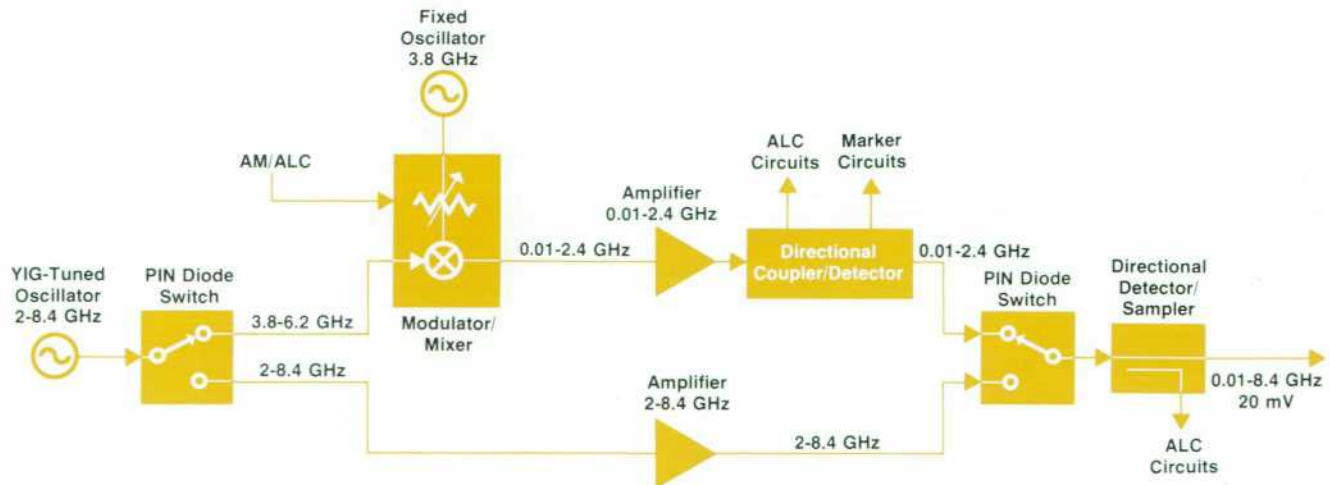 Fixed
Oscillator
3.8 GHz
AM/ALC
ALC
Circuits
Marker
Circuits
Amplifier
0.01-2.4 GHz
0.01-2.4 GHz
Directional
Coupler/Detector
0.01-2.4 GHz
YIG-Tuned
Oscillator
2-8.4 GHz
PIN Diode
Switch
3.8-6.2 GHz
Modulator/
Mixer
PIN Diode
Switch
Directional
Detector/
Sampler
2-8.4 GHz
Amplifier
2-8.4 GHz
2-8.4 GHz
0.01-8.4 GHz
20 mV
ALC
Circuits